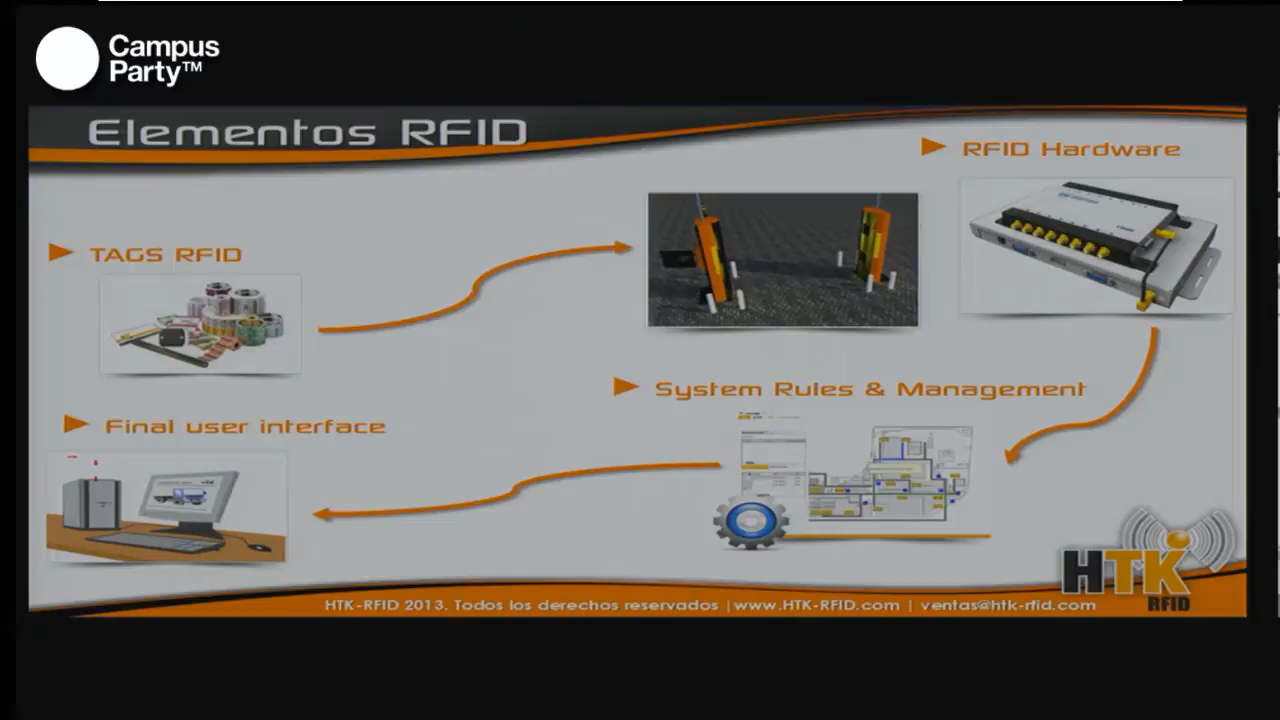 Campus
Party™
Elementos RFID
RFID Hardware
TAGS RFID
System Rules & Management
Final user interface
HTK
RFID
HTK-RFID 2013. Todos los derechos reservados | www.HTK-RFID.com | ventas@htk-rfid.com